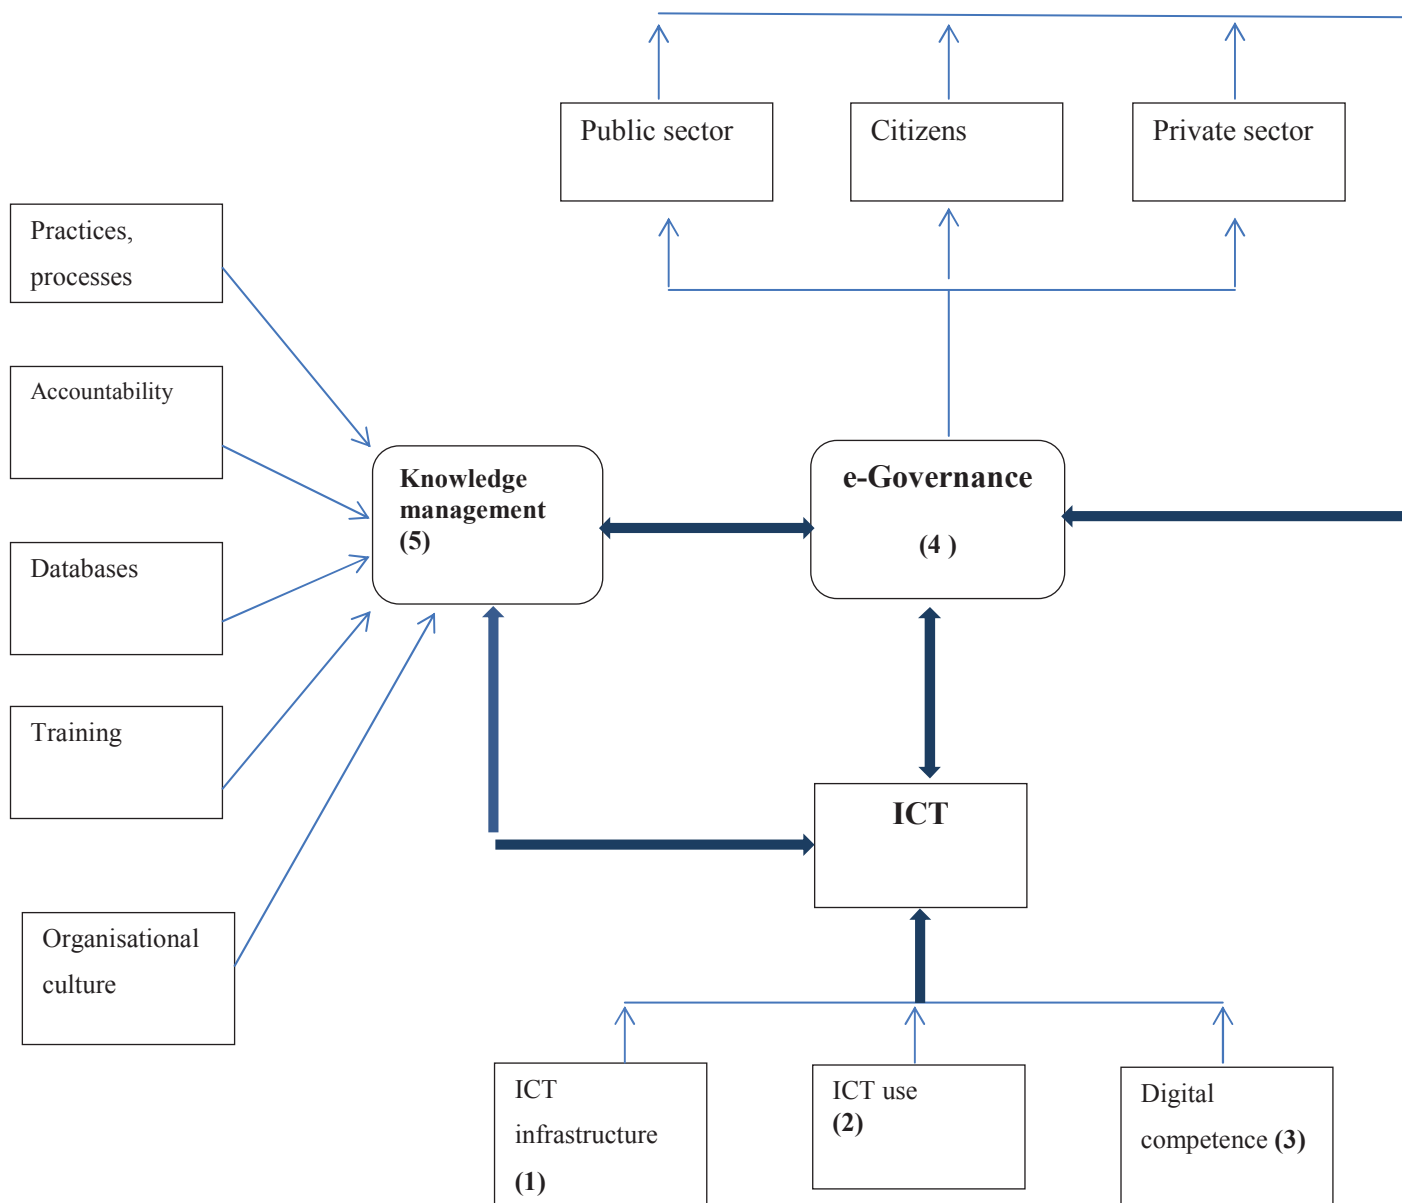 Public sector
Citizens
Private sector
Practices,
processes
Accountability
Knowledge
management
(5)
e-Governance
(4 )
Databases
Training
ICT
Organisational
culture
ICT
infrastructure
(1)
ICT use
(2)
Digital
competence (3)